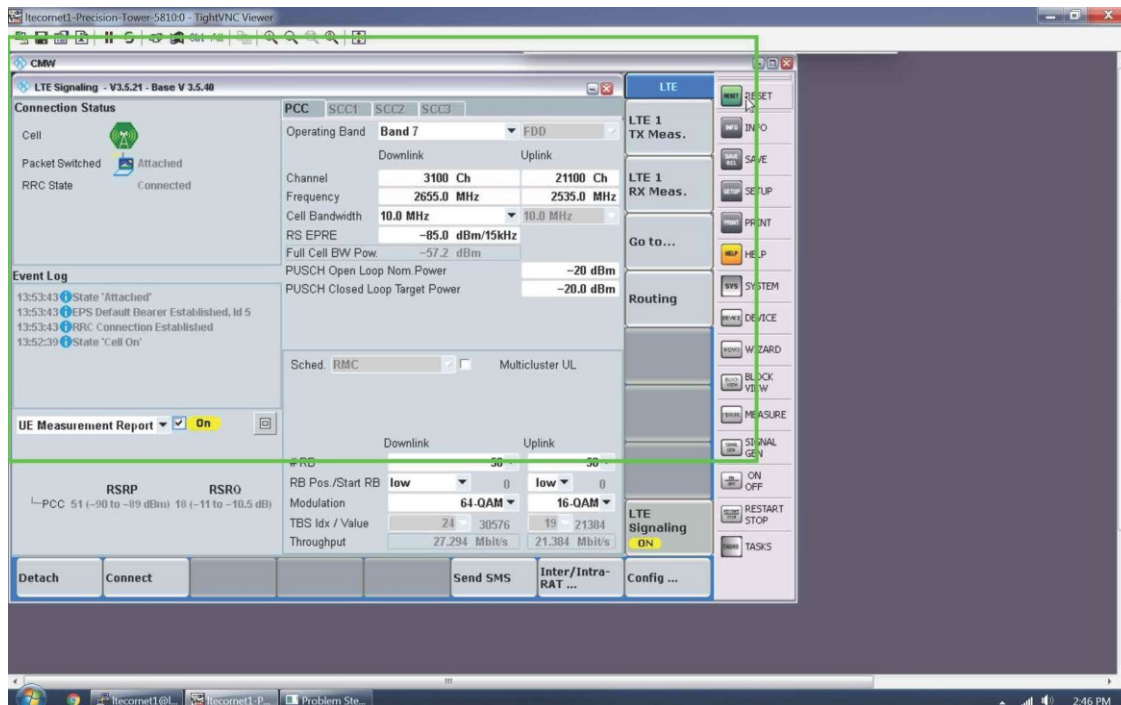 ltecornet1-Precision-Tower-5810:0 - TightVNC Viewer
CMW
LTE Signaling - V3.5.21 - Base V 3.5.40
Connection Status
Cell
Packet Switched Attached
RRC State Connected
Event Log
13:53:43 State 'Attached'
13:53:43 EPS Default Bearer Established, Id 5
13:53:43 RRC Connection Established
13:52:39 State 'Cell On'
UE Measurement Report On
RSRP RSRQ
PCC 51 (-90 to -89 dBm) 18 (-11 to -10.5 dB)
PCC SCC1 SCC2 SCC3
Operating Band Band 7 FDD
Downlink Uplink
Channel 3100 Ch 21100 Ch
Frequency 2655.0 MHz 2535.0 MHz
Cell Bandwidth 10.0 MHz 10.0 MHz
RS EPRE -85.0 dBm/15kHz
Full Cell BW Pow. -57.2 dBm
PUSCH Open Loop Nom.Power -20 dBm
PUSCH Closed Loop Target Power -20.0 dBm
Sched. RMC Multicluster UL
Downlink Uplink
# RB 50 50
RB Pos./Start RB low 0 low 0
Modulation 64-QAM 16-QAM
TBS Idx / Value 24 30576 19 21384
Throughput 27.294 Mbit/s 21.384 Mbit/s
LTE
LTE 1
TX Meas.
LTE 1
RX Meas.
Go to...
Routing
LTE
Signaling
ON
RESET
INFO
SAVE
SETUP
PRINT
HELP
SYS SYSTEM
DEVICE
WIZARD
BLOCK
VIEW
MEASURE
SIGNAL
GEN
ON
OFF
RESTART
STOP
TASKS
Detach
Connect
Send SMS
Inter/Intra-
RAT ...
Config ...
ltecornet1@l...
ltecornet1-P...
Problem Ste...
2:46 PM